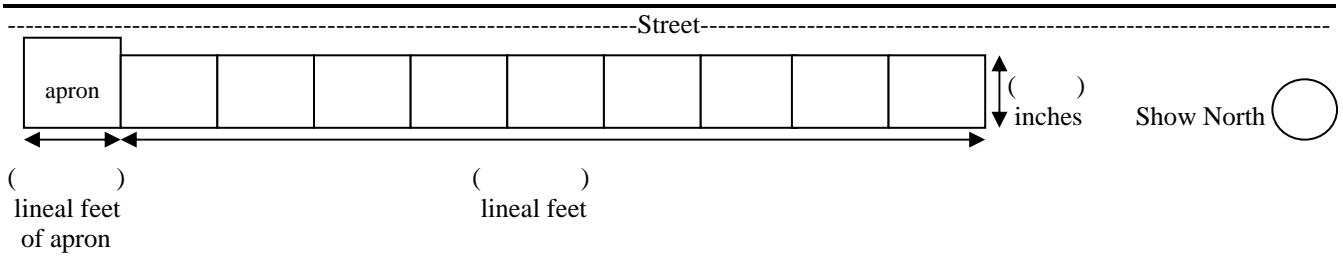 Street
apron
( )
inches
Show North
( )
lineal feet
of apron
( )
lineal feet